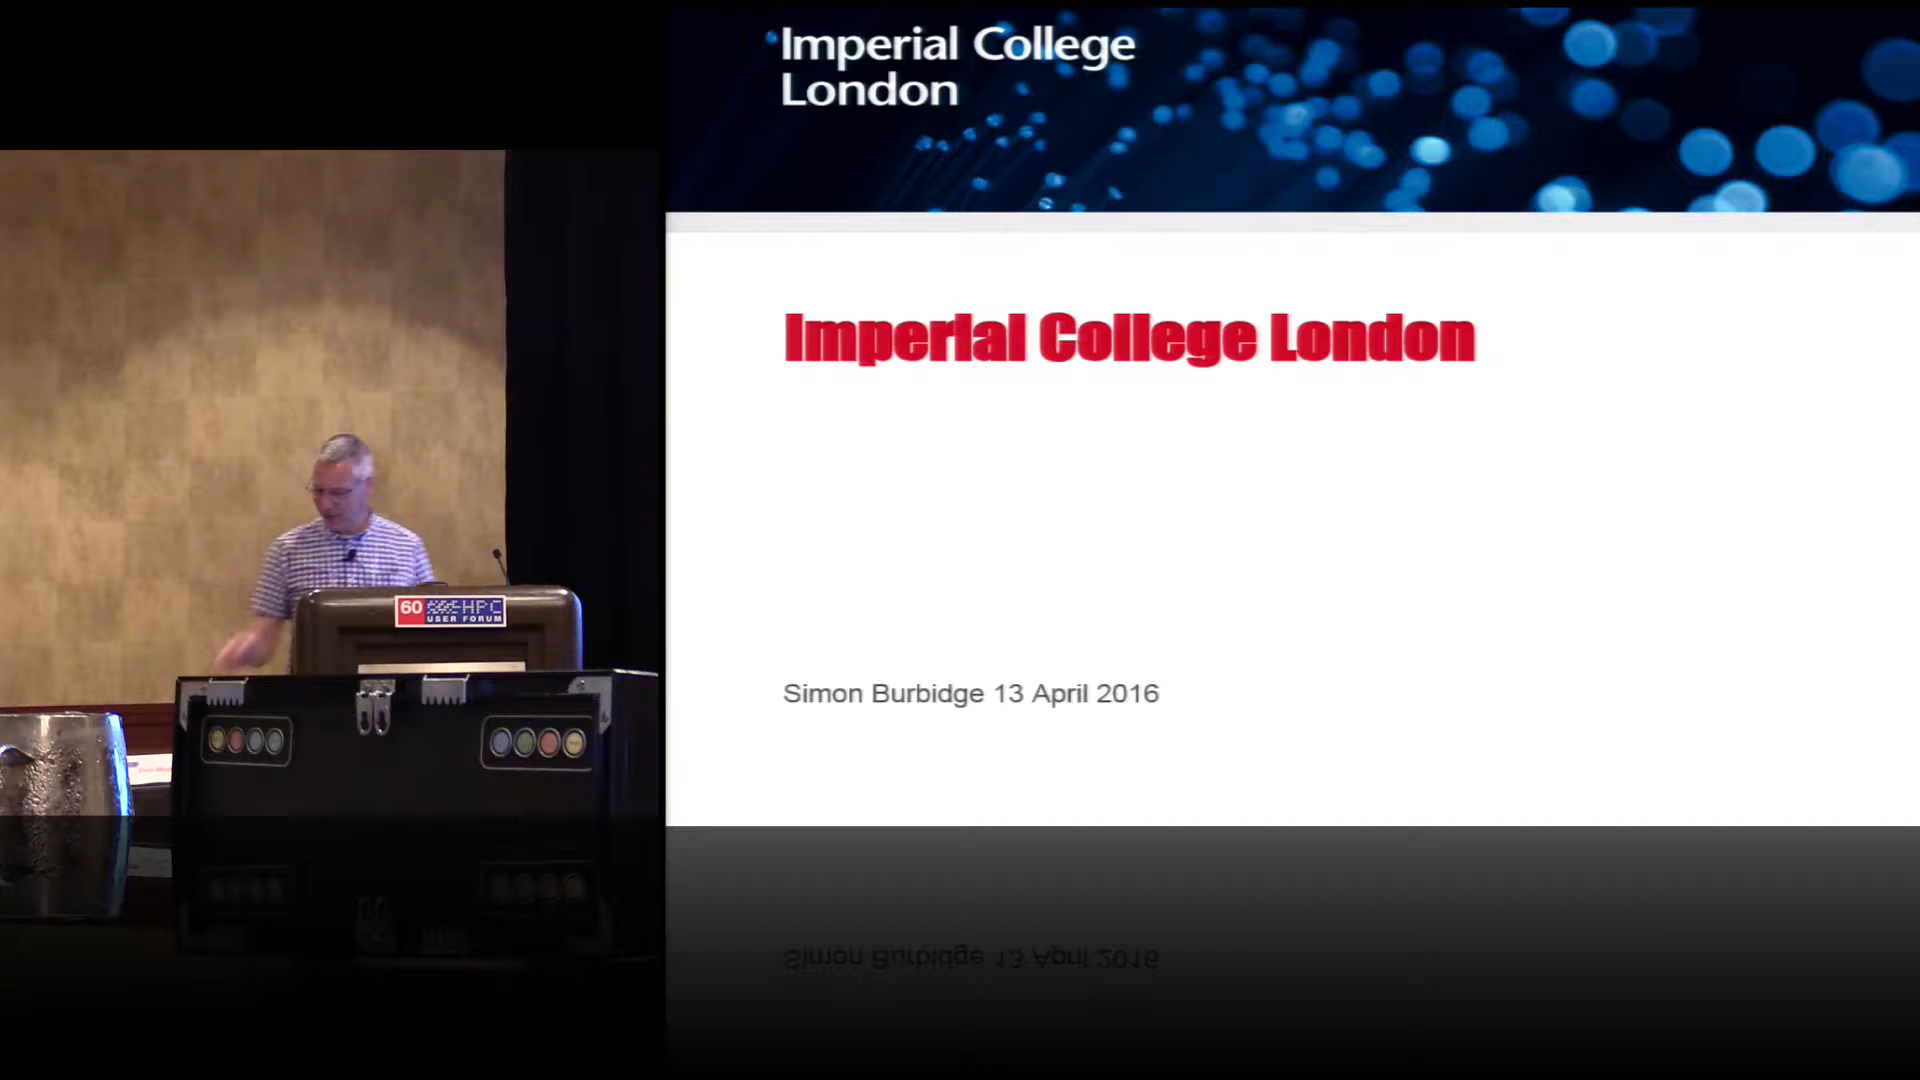 Imperial College
London
Imperial College London
Simon Burbidge 13 April 2016
60 HPC
USER FORUM